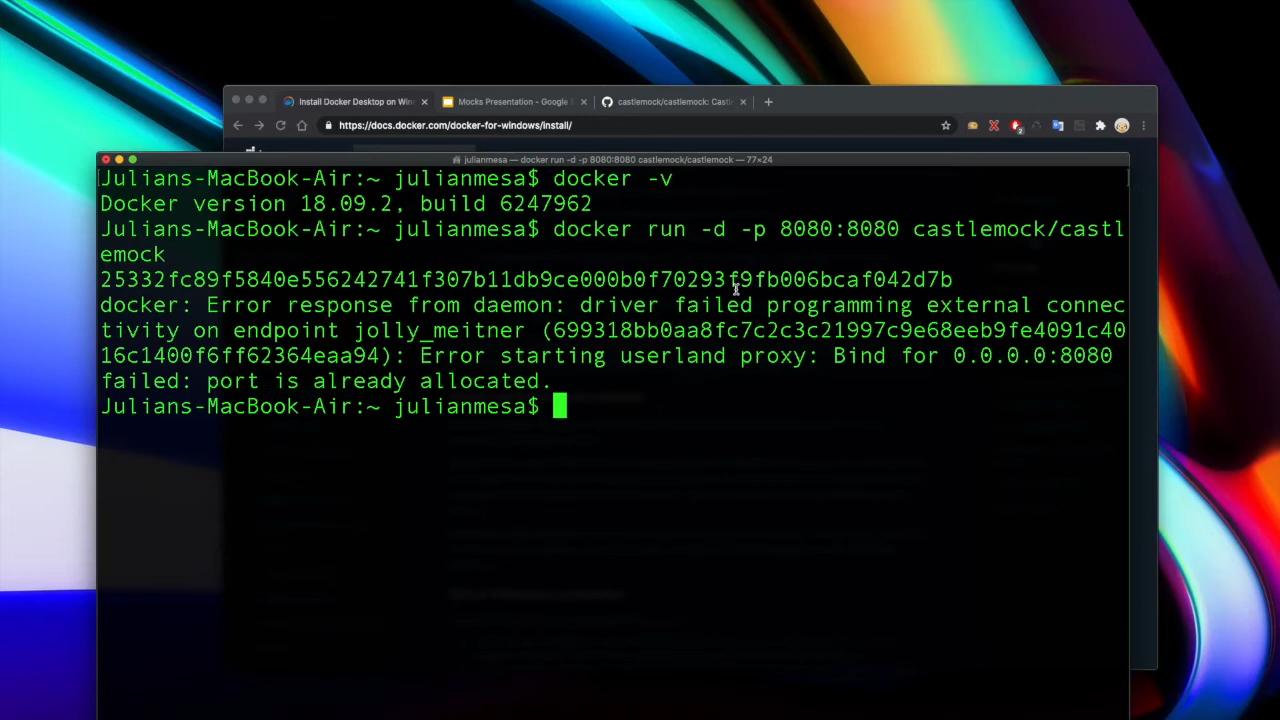 Install Docker Desktop on Win
Mocks Presentation - Google
castlemock/castlemock: Castl
https://docs.docker.com/docker-for-windows/install/
julianmesa — docker run -d -p 8080:8080 castlemock/castlemock — 77×24
Julians-MacBook-Air:~ julianmesa$ docker -v
Docker version 18.09.2, build 6247962
Julians-MacBook-Air:~ julianmesa$ docker run -d -p 8080:8080 castlemock/castl
emock
25332fc89f5840e556242741f307b11db9ce000b0f70293f9fb006bcaf042d7b
docker: Error response from daemon: driver failed programming external connec
tivity on endpoint jolly_meitner (699318bb0aa8fc7c2c3c21997c9e68eeb9fe4091c40
16c1400f6ff62364eaa94): Error starting userland proxy: Bind for 0.0.0.0:8080
failed: port is already allocated.
Julians-MacBook-Air:~ julianmesa$